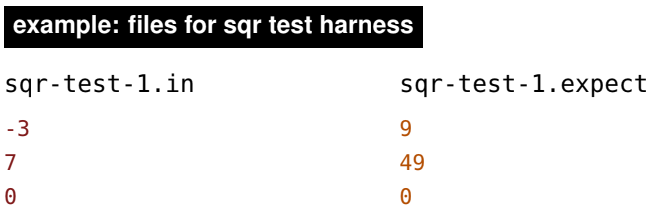 example: files for sqr test harness
sqr-test-1.in sqr-test-1.expect
-3 9
7 49
0 0